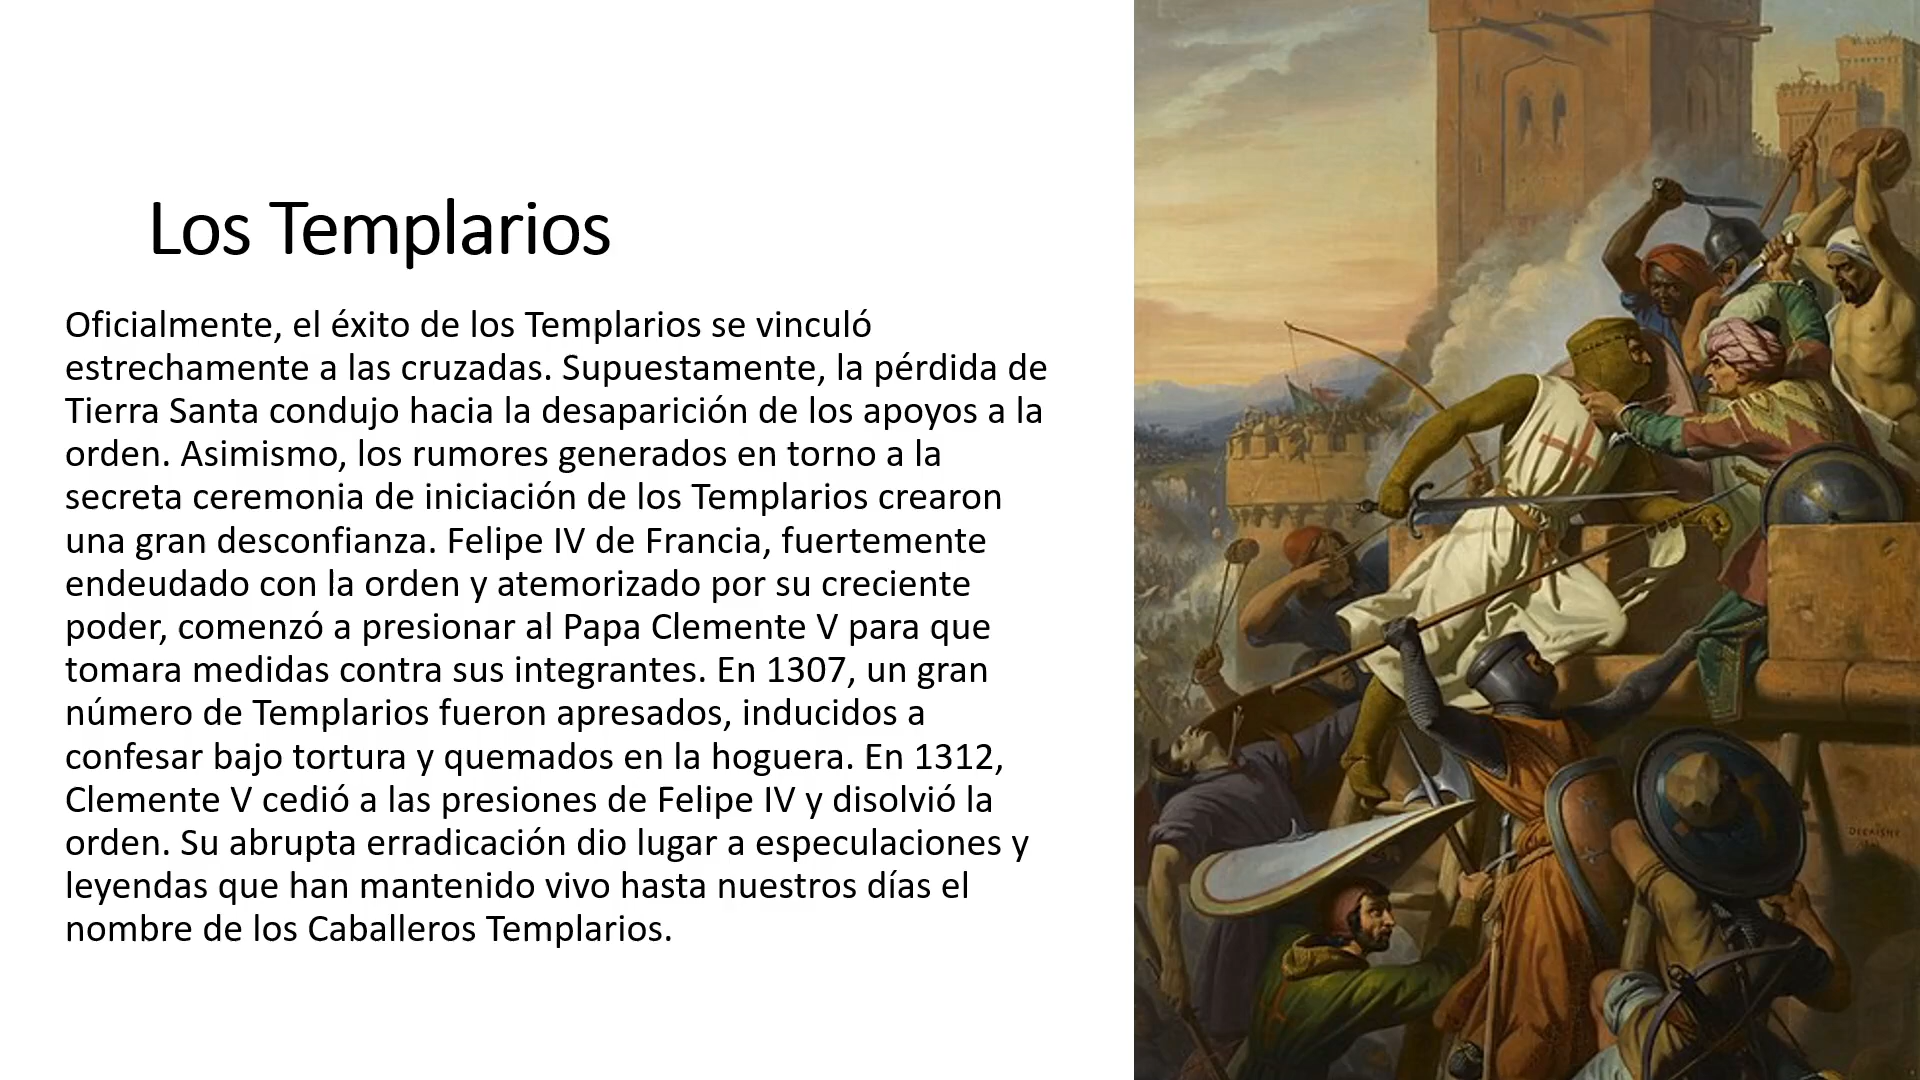 Los Templarios
Oficialmente, el éxito de los Templarios se vinculó
estrechamente a las cruzadas. Supuestamente, la pérdida de
Tierra Santa condujo hacia la desaparición de los apoyos a la
orden. Asimismo, los rumores generados en torno a la
secreta ceremonia de iniciación de los Templarios crearon
una gran desconfianza. Felipe IV de Francia, fuertemente
endeudado con la orden y atemorizado por su creciente
poder, comenzó a presionar al Papa Clemente V para que
tomara medidas contra sus integrantes. En 1307, un gran
número de Templarios fueron apresados, inducidos a
confesar bajo tortura y quemados en la hoguera. En 1312,
Clemente V cedió a las presiones de Felipe IV y disolvió la
orden. Su abrupta erradicación dio lugar a especulaciones y
leyendas que han mantenido vivo hasta nuestros días el
nombre de los Caballeros Templarios.